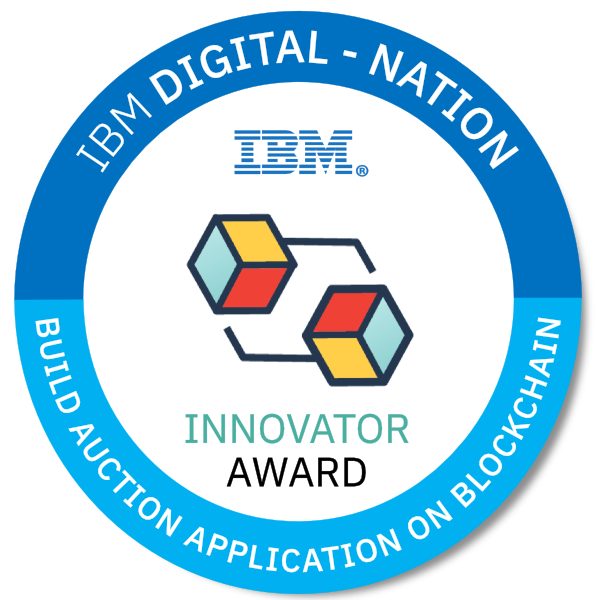 IBM DIGITAL - NATION
IBM®
INNOVATOR
AWARD
BUILD AUCTION APPLICATION ON BLOCKCHAIN